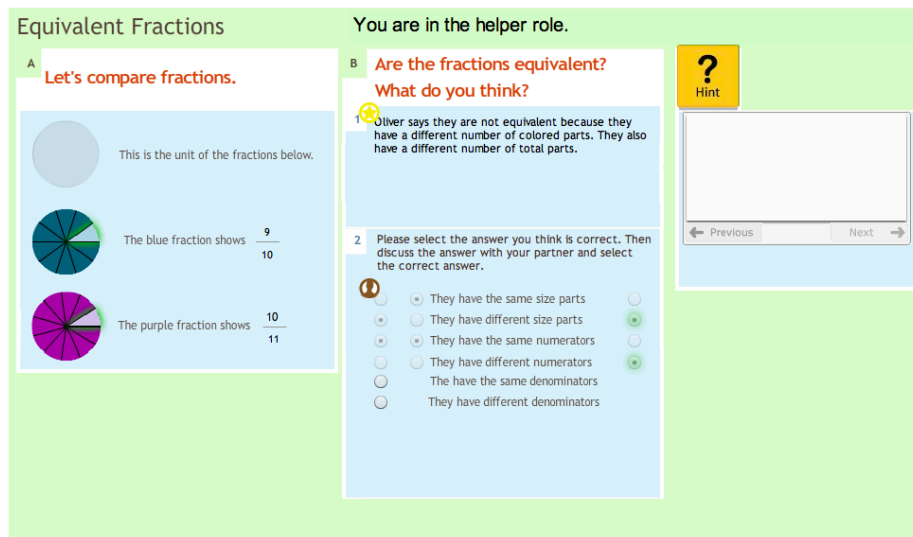 Equivalent Fractions
You are in the helper role.
A
Let's compare fractions.
This is the unit of the fractions below.
The blue fraction shows
9
10
The purple fraction shows
10
11
B
Are the fractions equivalent?
What do you think?
1
Oliver says they are not equivalent because they
have a different number of colored parts. They also
have a different number of total parts.
2
Please select the answer you think is correct. Then
discuss the answer with your partner and select
the correct answer.
They have the same size parts
They have different size parts
They have the same numerators
They have different numerators
The have the same denominators
They have different denominators
?
Hint
Previous
Next